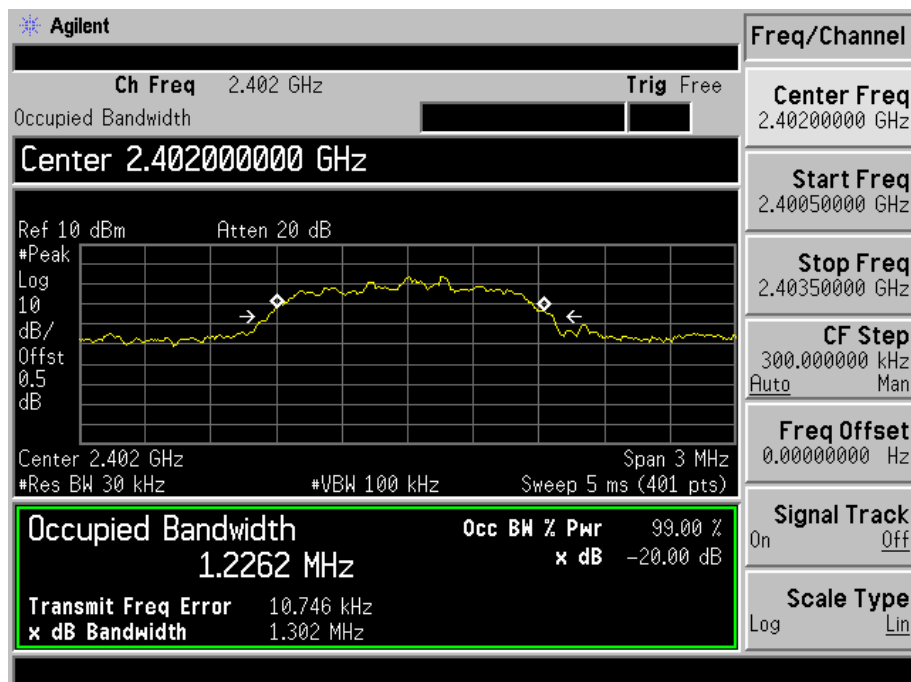 Agilent
Freq/Channel
Ch Freq 2.402 GHz Trig Free
Occupied Bandwidth
Center 2.402000000 GHz
Ref 10 dBm Atten 20 dB
#Peak
Log
10
dB/
Offst
0.5
dB
Center 2.402 GHz Span 3 MHz
#Res BW 30 kHz #VBW 100 kHz Sweep 5 ms (401 pts)
Occupied Bandwidth Occ BW % Pwr 99.00 %
1.2262 MHz x dB -20.00 dB
Transmit Freq Error 10.746 kHz
x dB Bandwidth 1.302 MHz
Center Freq
2.40200000 GHz
Start Freq
2.40050000 GHz
Stop Freq
2.40350000 GHz
CF Step
300.000000 kHz
Auto Man
Freq Offset
0.00000000 Hz
Signal Track
On Off
Scale Type
Log Lin